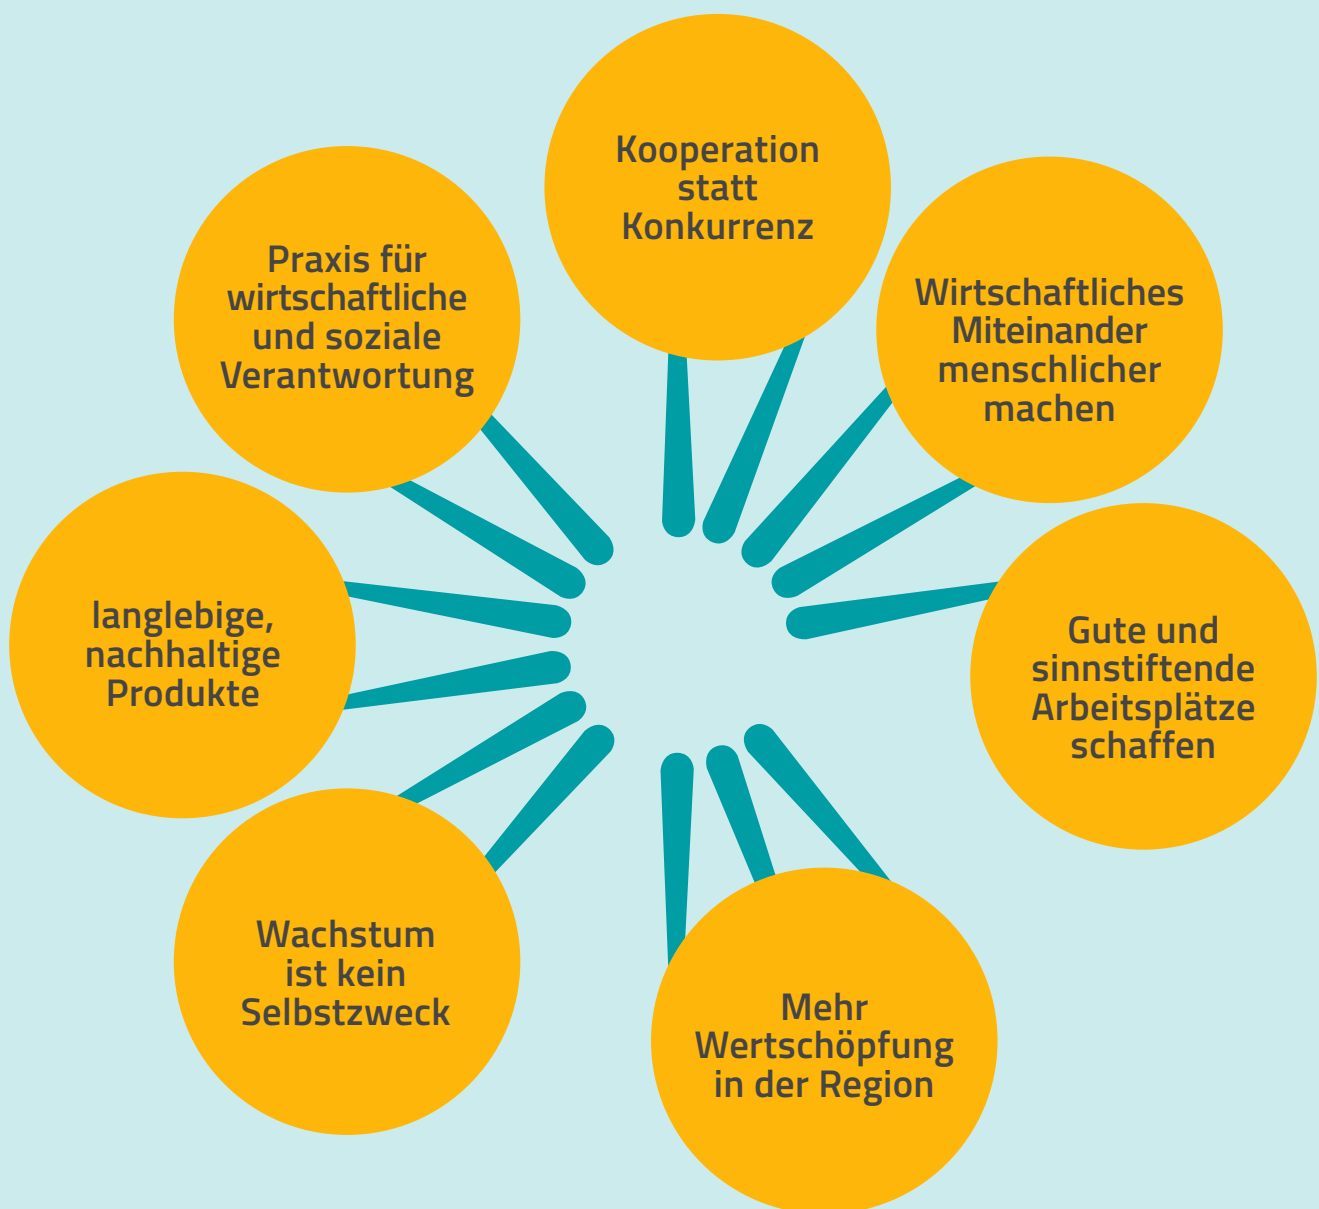 Kooperation
statt
Konkurrenz
Wirtschaftliches
Miteinander
menschlicher
machen
Gute und
sinnstiftende
Arbeitsplätze
schaffen
Mehr
Wertschöpfung
in der Region
Wachstum
ist kein
Selbstzweck
langlebige,
nachhaltige
Produkte
Praxis für
wirtschaftliche
und soziale
Verantwortung